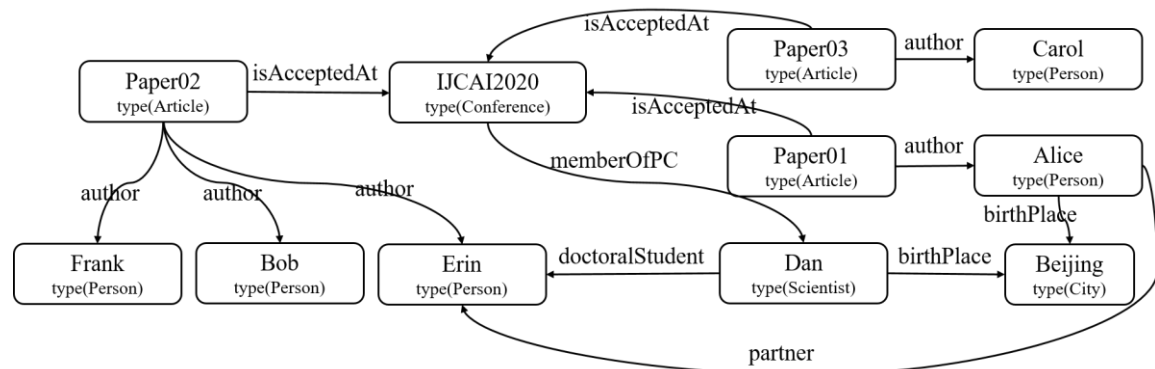 isAcceptedAt
Paper03
type(Article)
author
Carol
type(Person)
Paper02
type(Article)
isAcceptedAt
IJCAI2020
type(Conference)
isAcceptedAt
memberOfPC
Paper01
type(Article)
author
Alice
type(Person)
author
author
author
birthPlace
Frank
type(Person)
Bob
type(Person)
Erin
type(Person)
doctoralStudent
Dan
type(Scientist)
birthPlace
Beijing
type(City)
partner